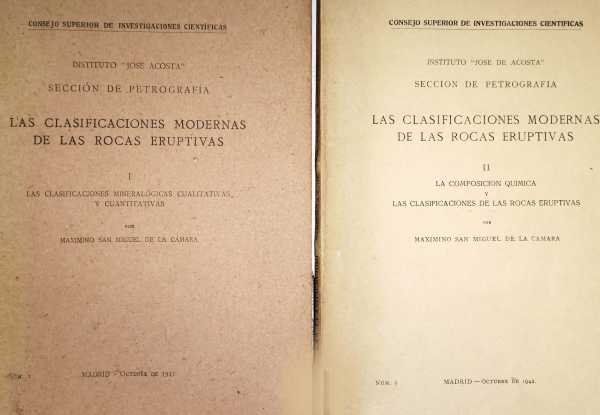 CONSEJO SUPERIOR DE INVESTIGACIONES CIENTÍFICAS
INSTITUTO "JOSÉ ACOSTA"
SECCIÓN DE PETROGRAFÍA
LAS CLASIFICACIONES MODERNAS
DE LAS ROCAS ERUPTIVAS
I
LAS CLASIFICACIONES MINERALÓGICAS CUALITATIVAS
Y CUANTITATIVAS
POR
MAXIMINO SAN MIGUEL DE LA CÁMARA
NÚM.
MADRID — OCTUBRE DE 1941
CONSEJO SUPERIOR DE INVESTIGACIONES CIENTIFICAS
INSTITUTO "JOSE DE ACOSTA"
SECCION DE PETROGRAFIA
LAS CLASIFICACIONES MODERNAS
DE LAS ROCAS ERUPTIVAS
II
LA COMPOSICION QUIMICA
Y
LAS CLASIFICACIONES DE LAS ROCAS ERUPTIVAS
POR
MAXIMINO SAN MIGUEL DE LA CAMARA
NÚM. 3
MADRID — OCTUBRE DE 1942.